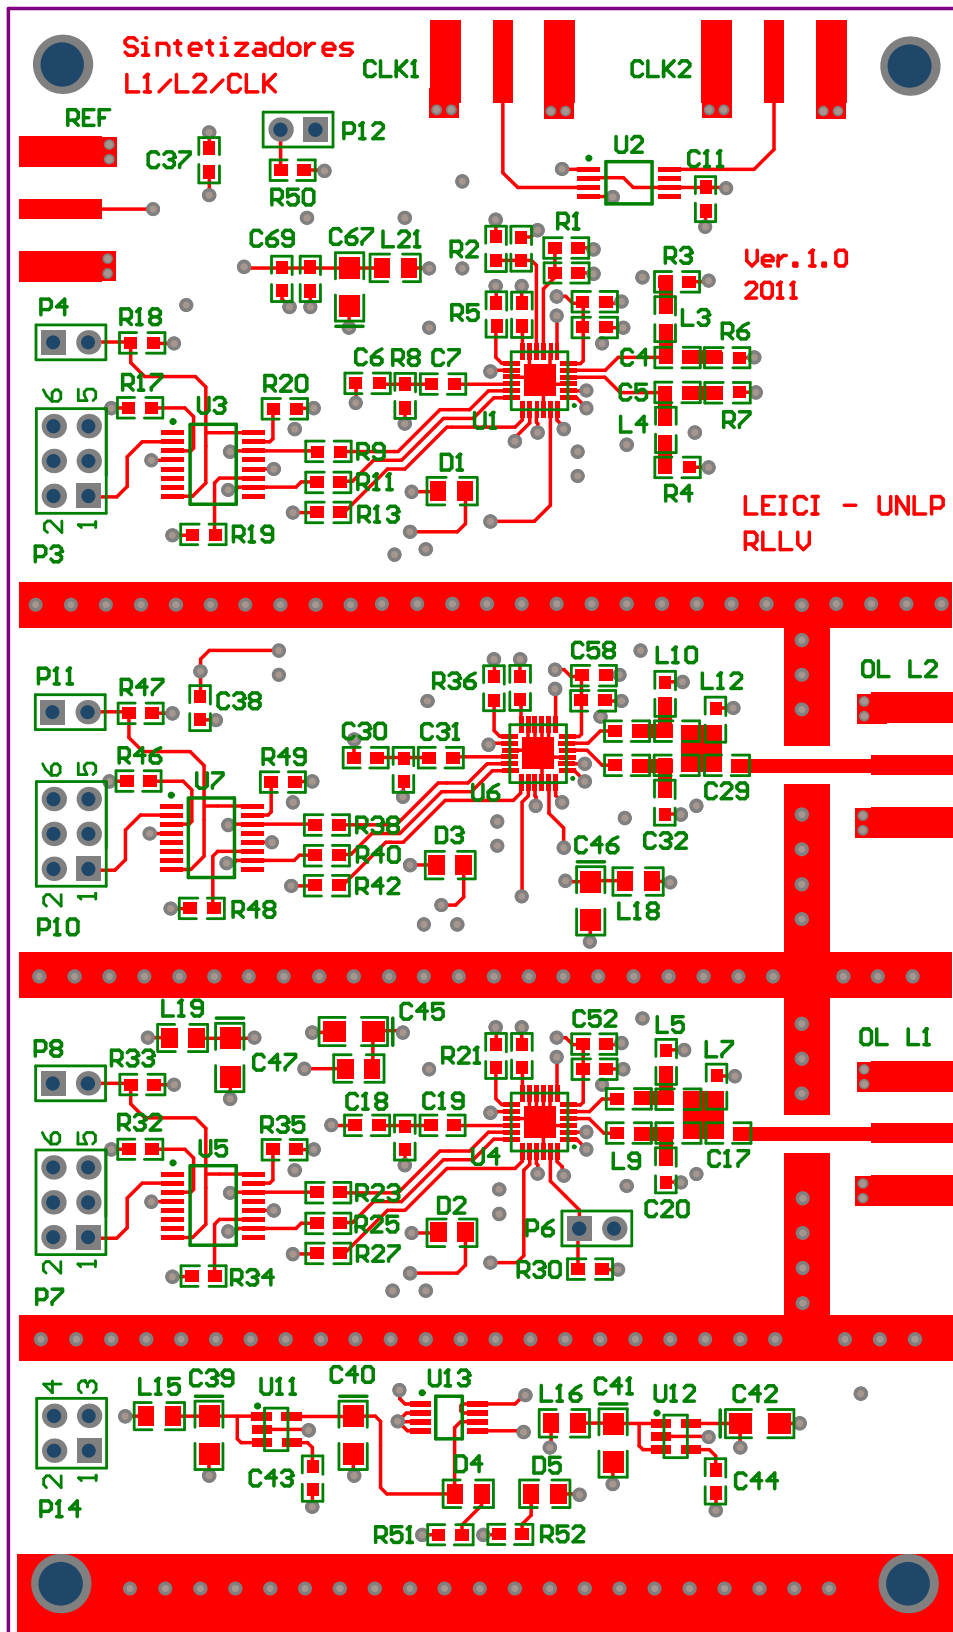 Sintetizadores
L1/L2/CLK
CLK1
CLK2
REF
P12
C37
U2
C11
R50
C69
C67
L21
R2
R1
R3
Ver.1.0
2011
P4
R18
R5
L3
R6
C6
R8
C7
C4
6
5
R17
R20
U3
C5
U1
L4
R7
R9
D1
R11
R4
R13
LEICI - UNLP
RLLV
2
1
R19
P3
P11
R47
C38
R36
C58
L10
L12
OL L2
C30
C31
6
5
R46
R49
U7
U6
C29
R38
D3
C32
R40
C46
R42
2
1
R48
L18
P10
L19
C45
P8
R33
C47
R21
C52
L5
L7
OL L1
C18
C19
6
5
R32
R35
U5
U4
L9
C17
R23
D2
C20
R25
P6
R27
2
1
R34
R30
P7
4
3
L15
C39
U11
C40
U13
L16
C41
U12
C42
2
1
C43
D4
D5
C44
P14
R51
R52